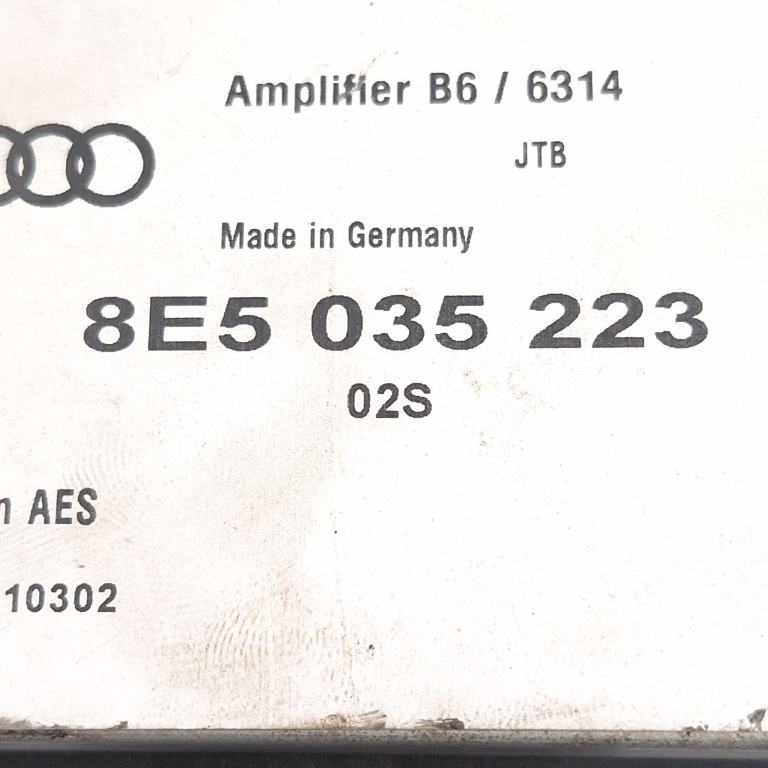 Amplifier B6 / 6314
JTB
Made in Germany
8E5 035 223
02S
AES
10302